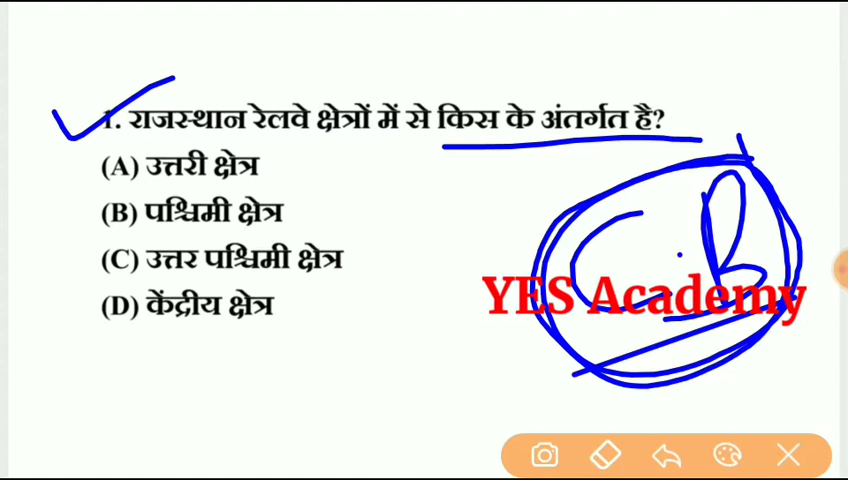 1. राजस्थान रेलवे क्षेत्रों में से किस के अंतर्गत है?
(A) उत्तरी क्षेत्र
(B) पश्चिमी क्षेत्र
(C) उत्तर पश्चिमी क्षेत्र
(D) केंद्रीय क्षेत्र
C B
YES Academy